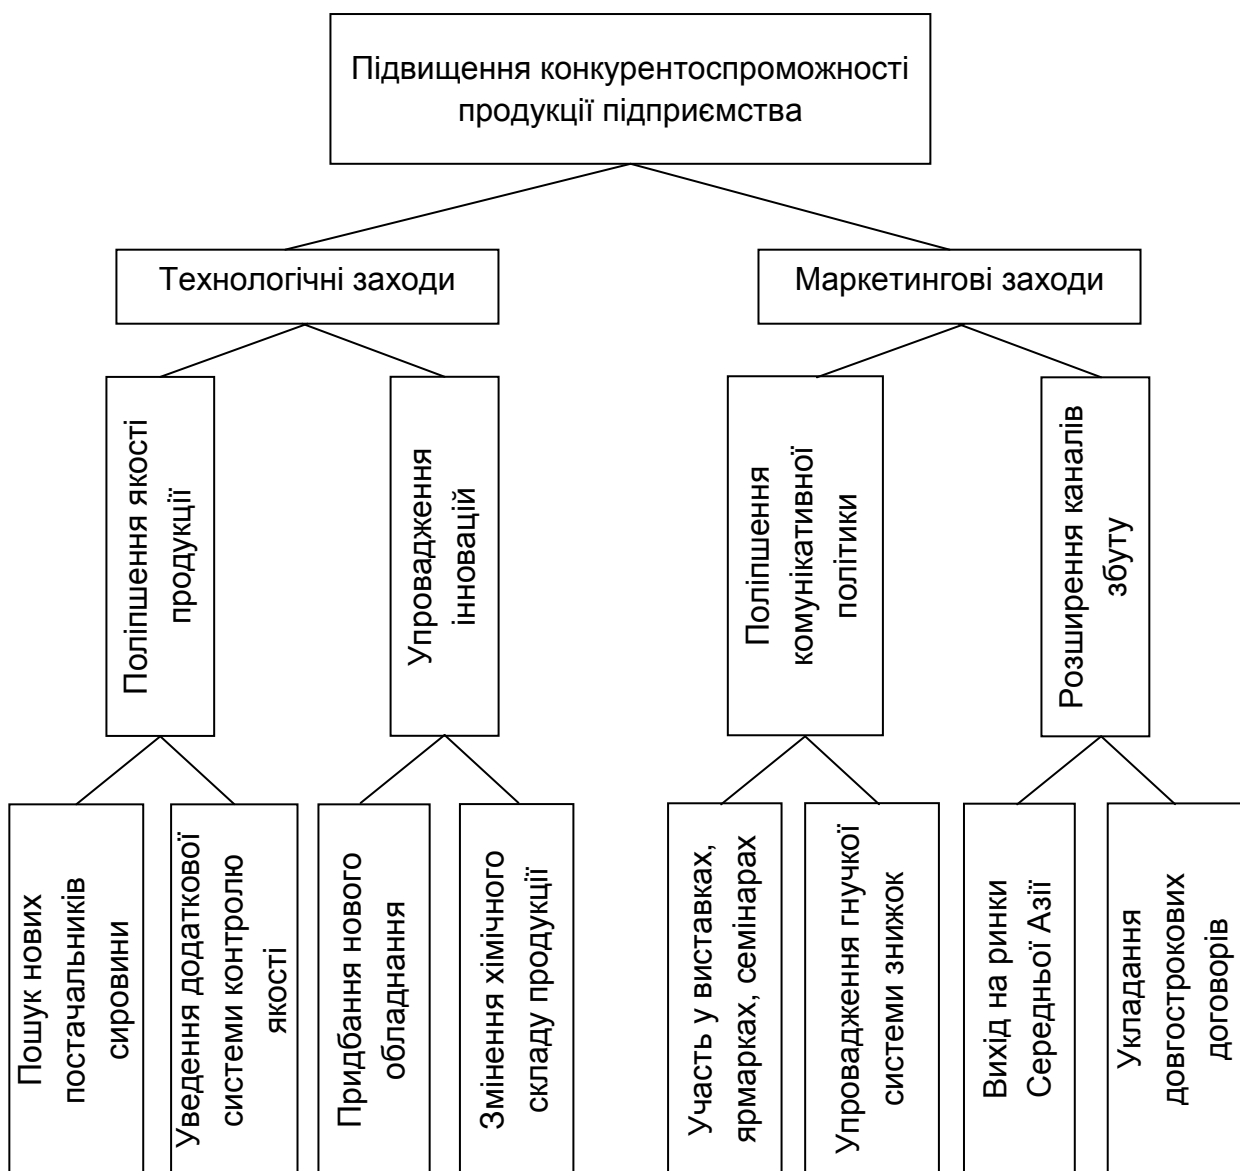 Підвищення конкурентоспроможності
продукції підприємства
Технологічні заходи
Маркетингові заходи
Поліпшення якості
продукції
Упровадження
інновацій
Поліпшення
комунікативної
політики
Розширення каналів
збуту
Пошук нових
постачальників
сировини
Уведення додаткової
системи контролю
якості
Придбання нового
обладнання
Змінення хімічного
складу продукції
Участь у виставках,
ярмарках, семінарах
Упровадження гнучкої
системи знижок
Вихід на ринки
Середньої Азії
Укладання
довгострокових
договорів